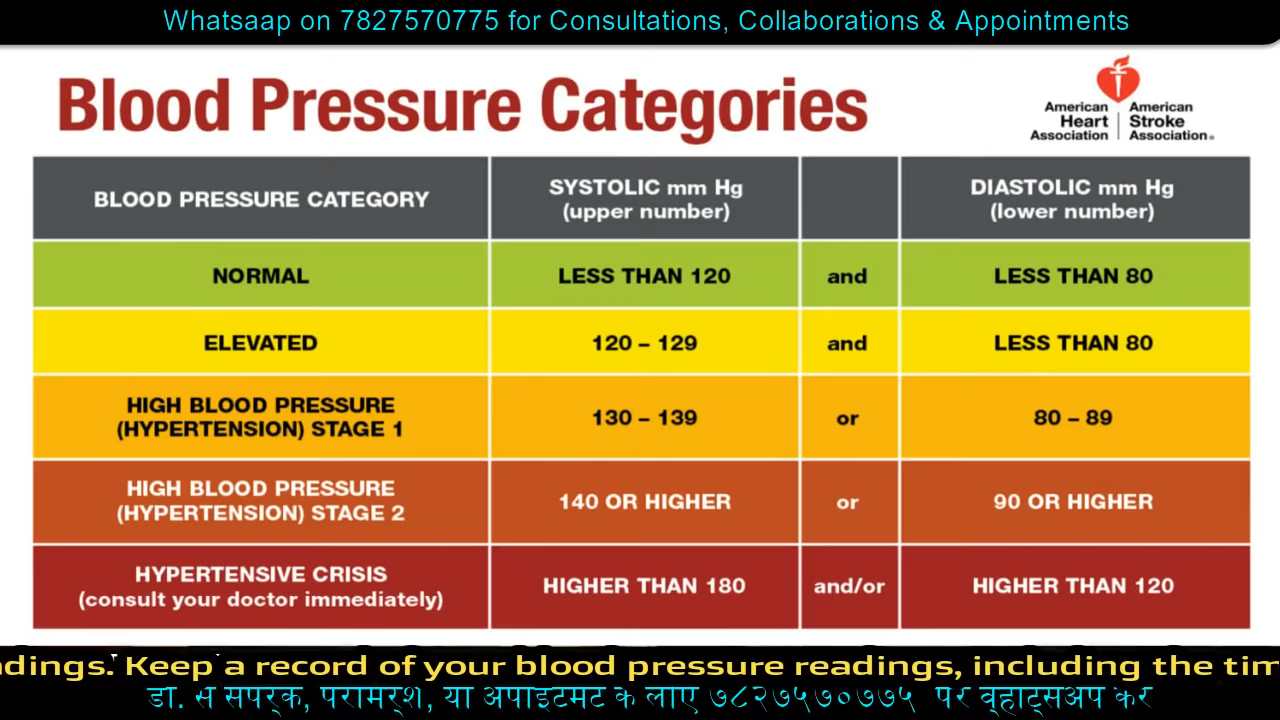 Whatsaap on 7827570775 for Consultations, Collaborations & Appointments
Blood Pressure Categories
American Heart Association
American Stroke Association®
BLOOD PRESSURE CATEGORY
SYSTOLIC mm Hg (upper number)
DIASTOLIC mm Hg (lower number)
NORMAL
LESS THAN 120
and
LESS THAN 80
ELEVATED
120 – 129
and
LESS THAN 80
HIGH BLOOD PRESSURE (HYPERTENSION) STAGE 1
130 – 139
or
80 – 89
HIGH BLOOD PRESSURE (HYPERTENSION) STAGE 2
140 OR HIGHER
or
90 OR HIGHER
HYPERTENSIVE CRISIS (consult your doctor immediately)
HIGHER THAN 180
and/or
HIGHER THAN 120
adings. Keep a record of your blood pressure readings, including the tim
डा. स सपर्क, परामर्श, या अपाइटमट क लाए ७८२७५७०७७५ पर व्हाट्सअप कर